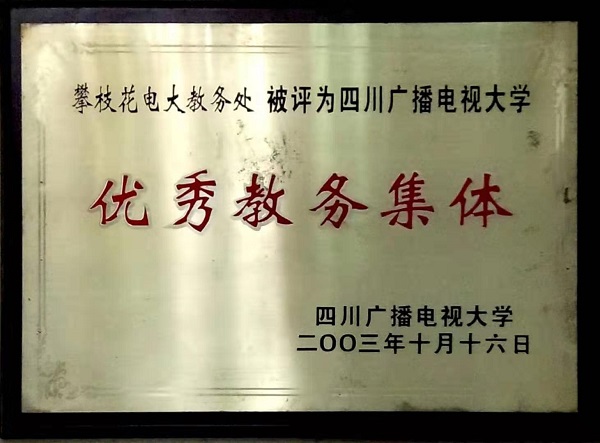 攀枝花电大教务处 被评为四川广播电视大学
优秀教务集体
四川广播电视大学
二〇〇三年十月十六日